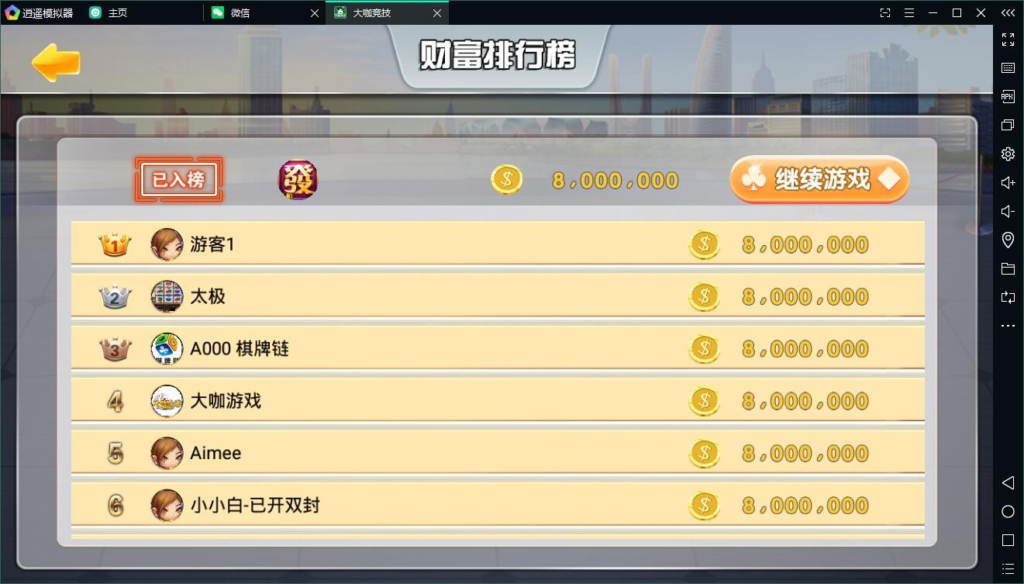 逍遥模拟器 主页 微信 大咖竞技
财富排行榜
已入榜 發 8,000,000 继续游戏
1 游客1 8,000,000
2 太极 8,000,000
3 A000 棋牌链 8,000,000
4 大咖游戏 8,000,000
5 Aimee 8,000,000
6 小小白-已开双封 8,000,000